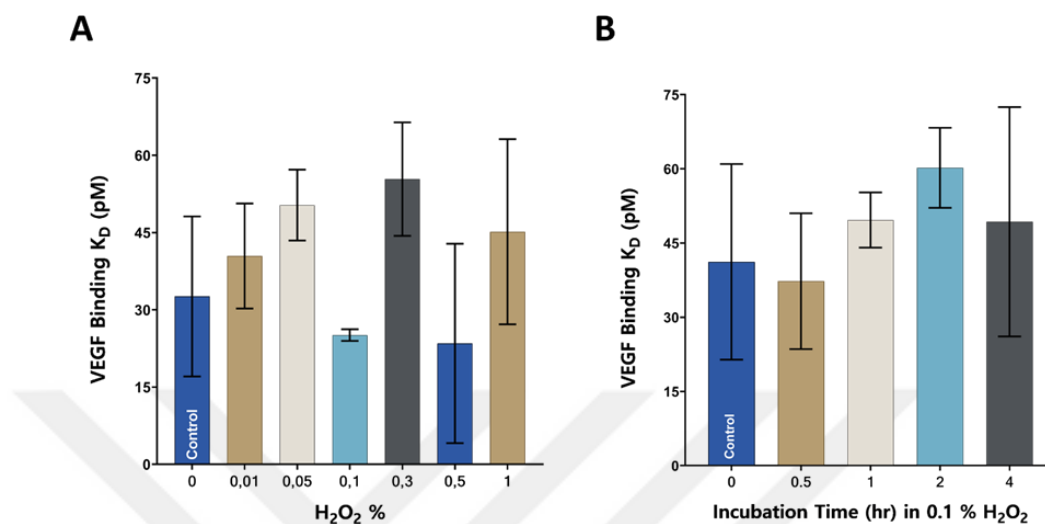 A
B
VEGF Binding K_D (pM)
75
60
45
30
15
0
Control
0 0,01 0,05 0,1 0,3 0,5 1
H₂O₂ %
VEGF Binding K_D (pM)
75
60
45
30
15
0
Control
0 0.5 1 2 4
Incubation Time (hr) in 0.1 % H₂O₂